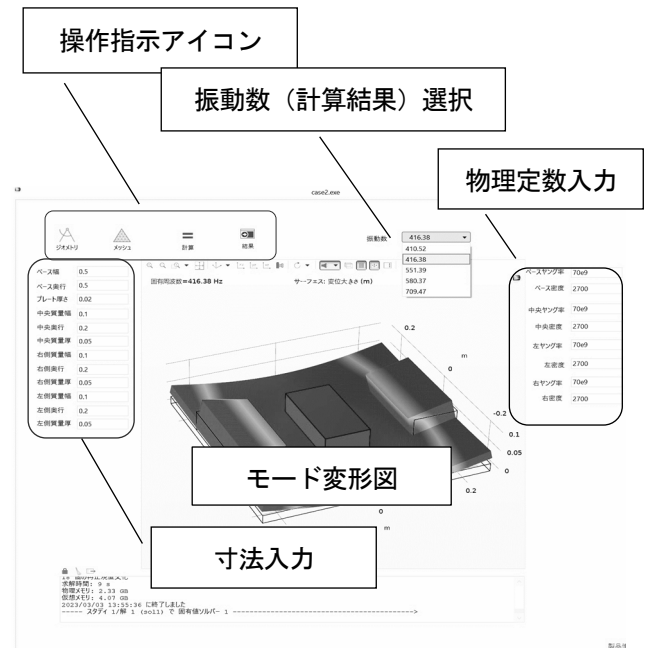 操作指示アイコン
振動数（計算結果）選択
物理定数入力
case2.exe
ジオメトリ
メッシュ
計算
結果
振動数
416.38
410.52
416.38
551.39
580.37
709.47
ベース幅 0.5
ベース奥行 0.5
プレート厚さ 0.02
中央質量幅 0.1
中央奥行 0.2
中央質量厚 0.05
右側質量幅 0.1
右側奥行 0.2
右側質量厚 0.05
左側質量幅 0.1
左側奥行 0.2
左側質量厚 0.05
固有周波数=416.38 Hz
サーフェス: 変位大きさ (m)
ベースヤング率 70e9
ベース密度 2700
中央ヤング率 70e9
中央密度 2700
左ヤング率 70e9
左密度 2700
右ヤング率 70e9
右密度 2700
0.2
m
-0.2
0.1
0.05
0
0.2
0
m
モード変形図
寸法入力
求解時間: 9 s
物理メモリ: 2.33 GB
仮想メモリ: 4.07 GB
2023/03/03 13:55:36 に終了しました
----- スタディ 1/解 1 (sol1) で 固有値ソルバー 1 ----------------------------------------->